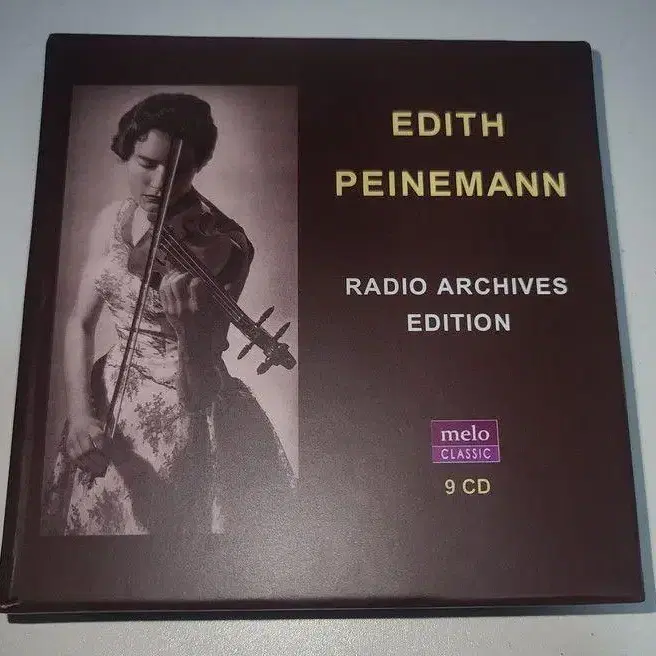 EDITH
PEINEMANN
RADIO ARCHIVES
EDITION
melo
CLASSIC
9 CD